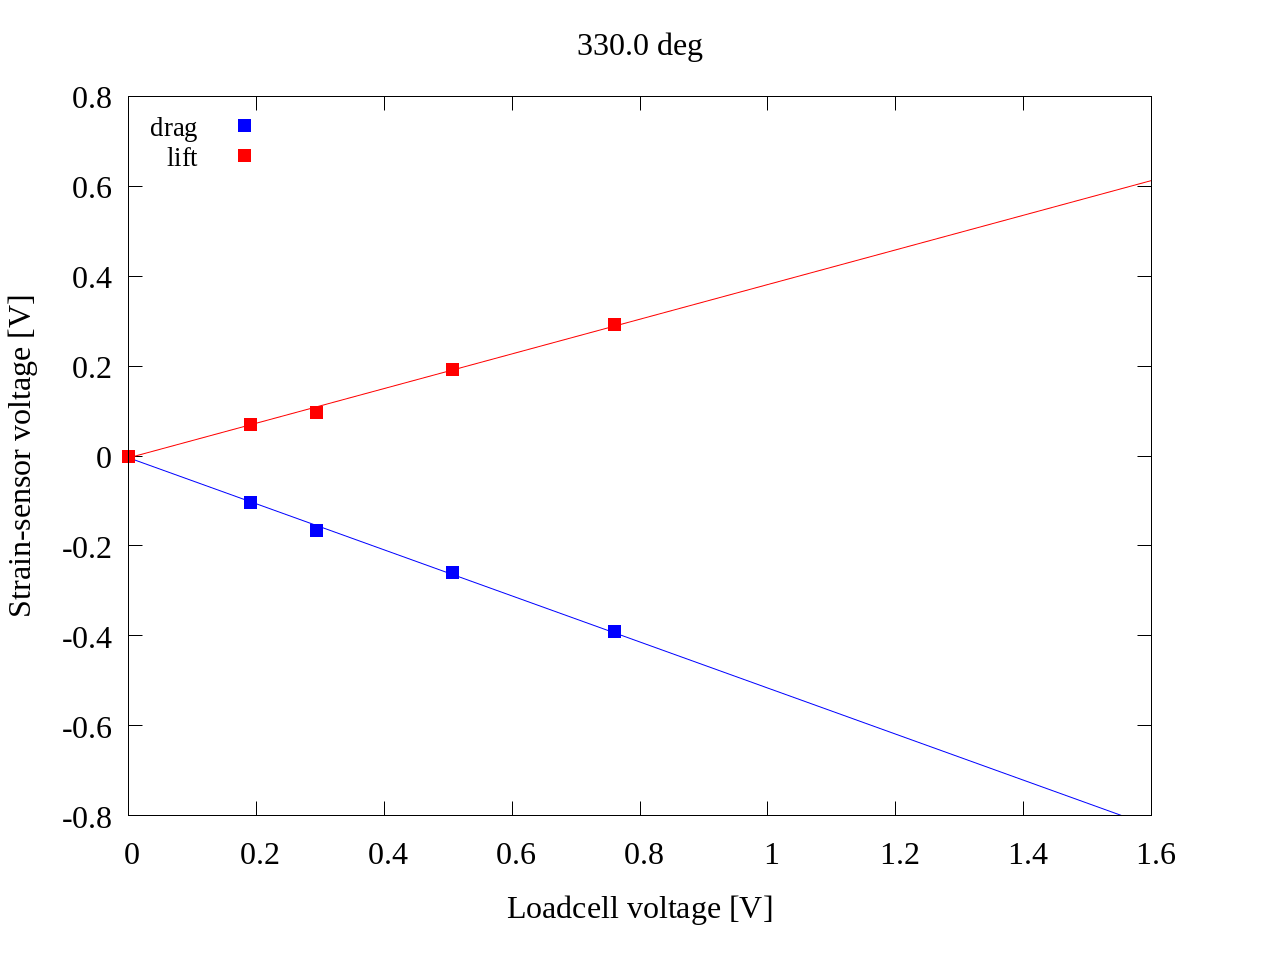 330.0 deg
drag
lift
Strain-sensor voltage [V]
0.8
0.6
0.4
0.2
0
-0.2
-0.4
-0.6
-0.8
0 0.2 0.4 0.6 0.8 1 1.2 1.4 1.6
Loadcell voltage [V]